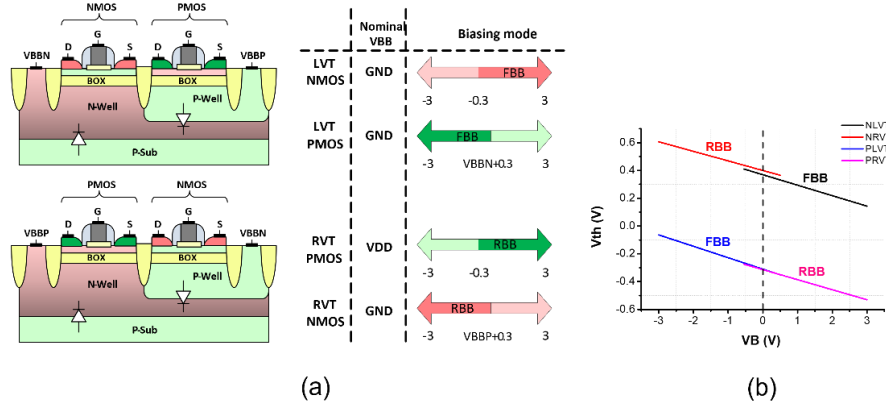 NMOS PMOS
VBBN D G S D G S VBBP
BOX BOX
N-Well P-Well
P-Sub
PMOS NMOS
VBBP D G S D G S VBBN
BOX BOX
N-Well P-Well
P-Sub
Nominal
VBB Biasing mode
LVT
NMOS GND FBB
-3 -0.3 3
LVT
PMOS GND FBB
-3 VBBN+0.3 3
RVT
PMOS VDD RBB
-3 -0.3 3
RVT
NMOS GND RBB
-3 VBBP+0.3 3
(a)
NLVT
NRVT
PLVT
PRVT
RBB
FBB
FBB
RBB
Vth (V)
0.6
0.4
0.2
0.0
-0.2
-0.4
-0.6
-3 -2 -1 0 1 2 3
VB (V)
(b)